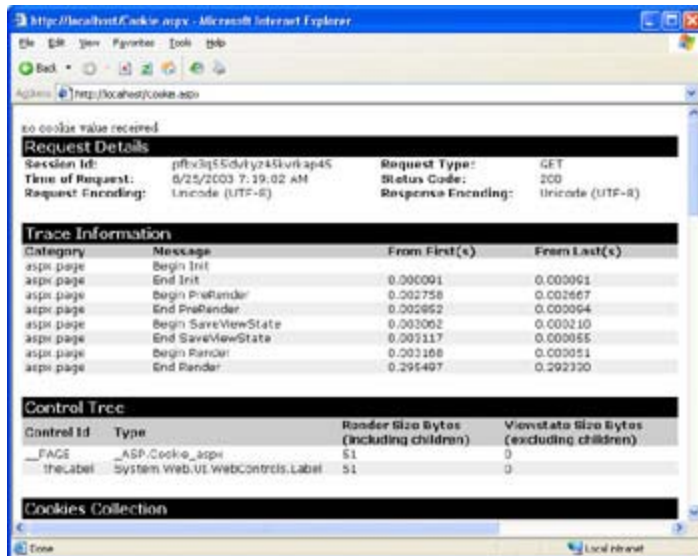 http://localhost/Cookie.aspx - Microsoft Internet Explorer
File Edit View Favorites Tools Help
Back
Address http://localhost/cookie.aspx
no cookie value received
Request Details
Session Id: Request Type: GET
Time of Request: 8/25/2003 7:19:02 AM Status Code: 200
Request Encoding: Unicode (UTF-8) Response Encoding: Unicode (UTF-8)
Trace Information
Category Message From First(s) From Last(s)
aspx.page Begin Init
aspx.page End Init 0.000091 0.000091
aspx.page Begin PreRender 0.002758 0.002667
aspx.page End PreRender 0.002852 0.000094
aspx.page Begin SaveViewState 0.003062 0.000210
aspx.page End SaveViewState 0.003117 0.000055
aspx.page Begin Render 0.003168 0.000051
aspx.page End Render 0.295497 0.292330
Control Tree
Control Id Type Render Size Bytes (including children) Viewstate Size Bytes (excluding children)
__PAGE _ASP.Cookie_aspx 51 0
theLabel System.Web.UI.WebControls.Label 51 0
Cookies Collection
Done Local intranet